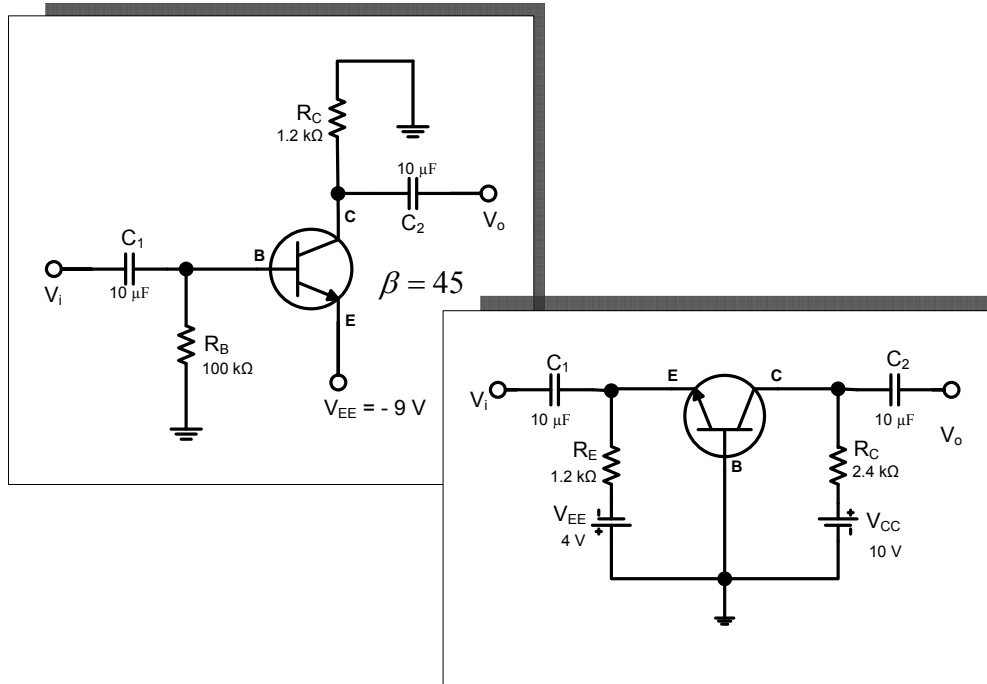 R_C
1.2 kΩ
10 μF
C_2
V_o
C
C_1
10 μF
V_i
B
β = 45
E
R_B
100 kΩ
V_EE = - 9 V
C_1
10 μF
V_i
E
C
C_2
10 μF
V_o
R_E
1.2 kΩ
B
R_C
2.4 kΩ
V_EE
4 V
V_CC
10 V